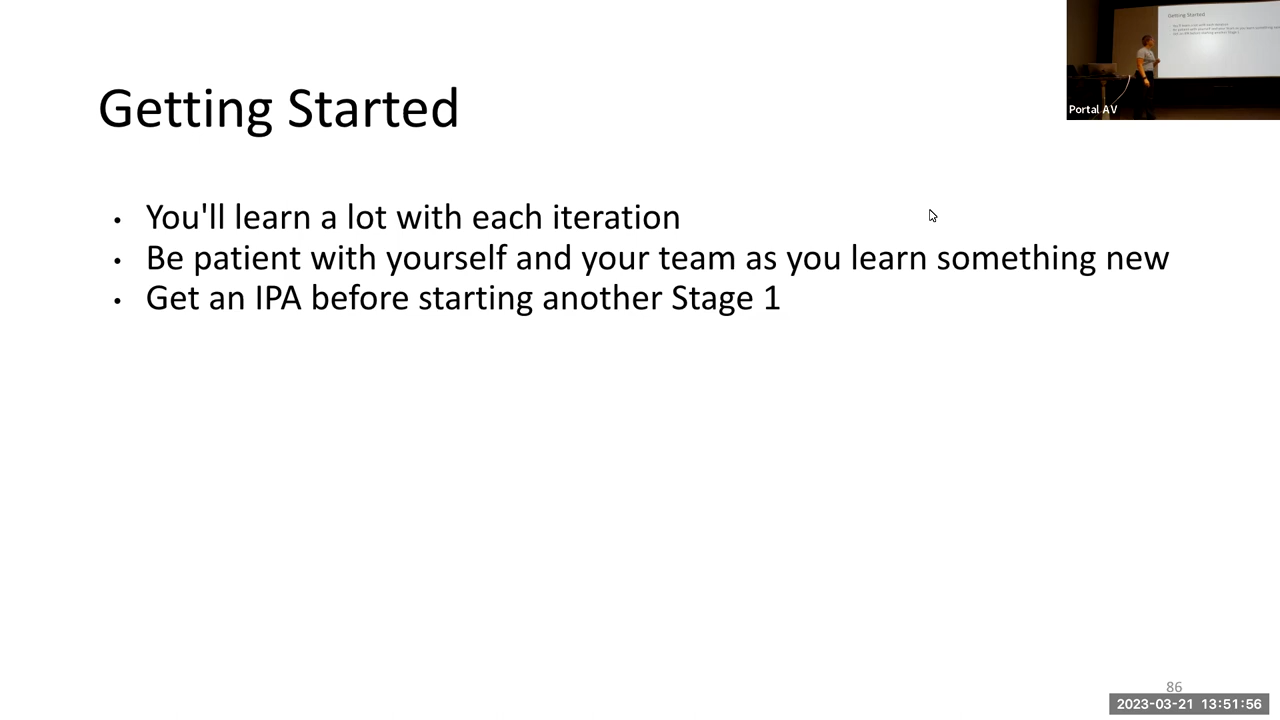 Getting Started
Portal AV
Getting Started
• You'll learn a lot with each iteration
• Be patient with yourself and your team as you learn something new
• Get an IPA before starting another Stage 1
86
2023-03-21 13:51:56